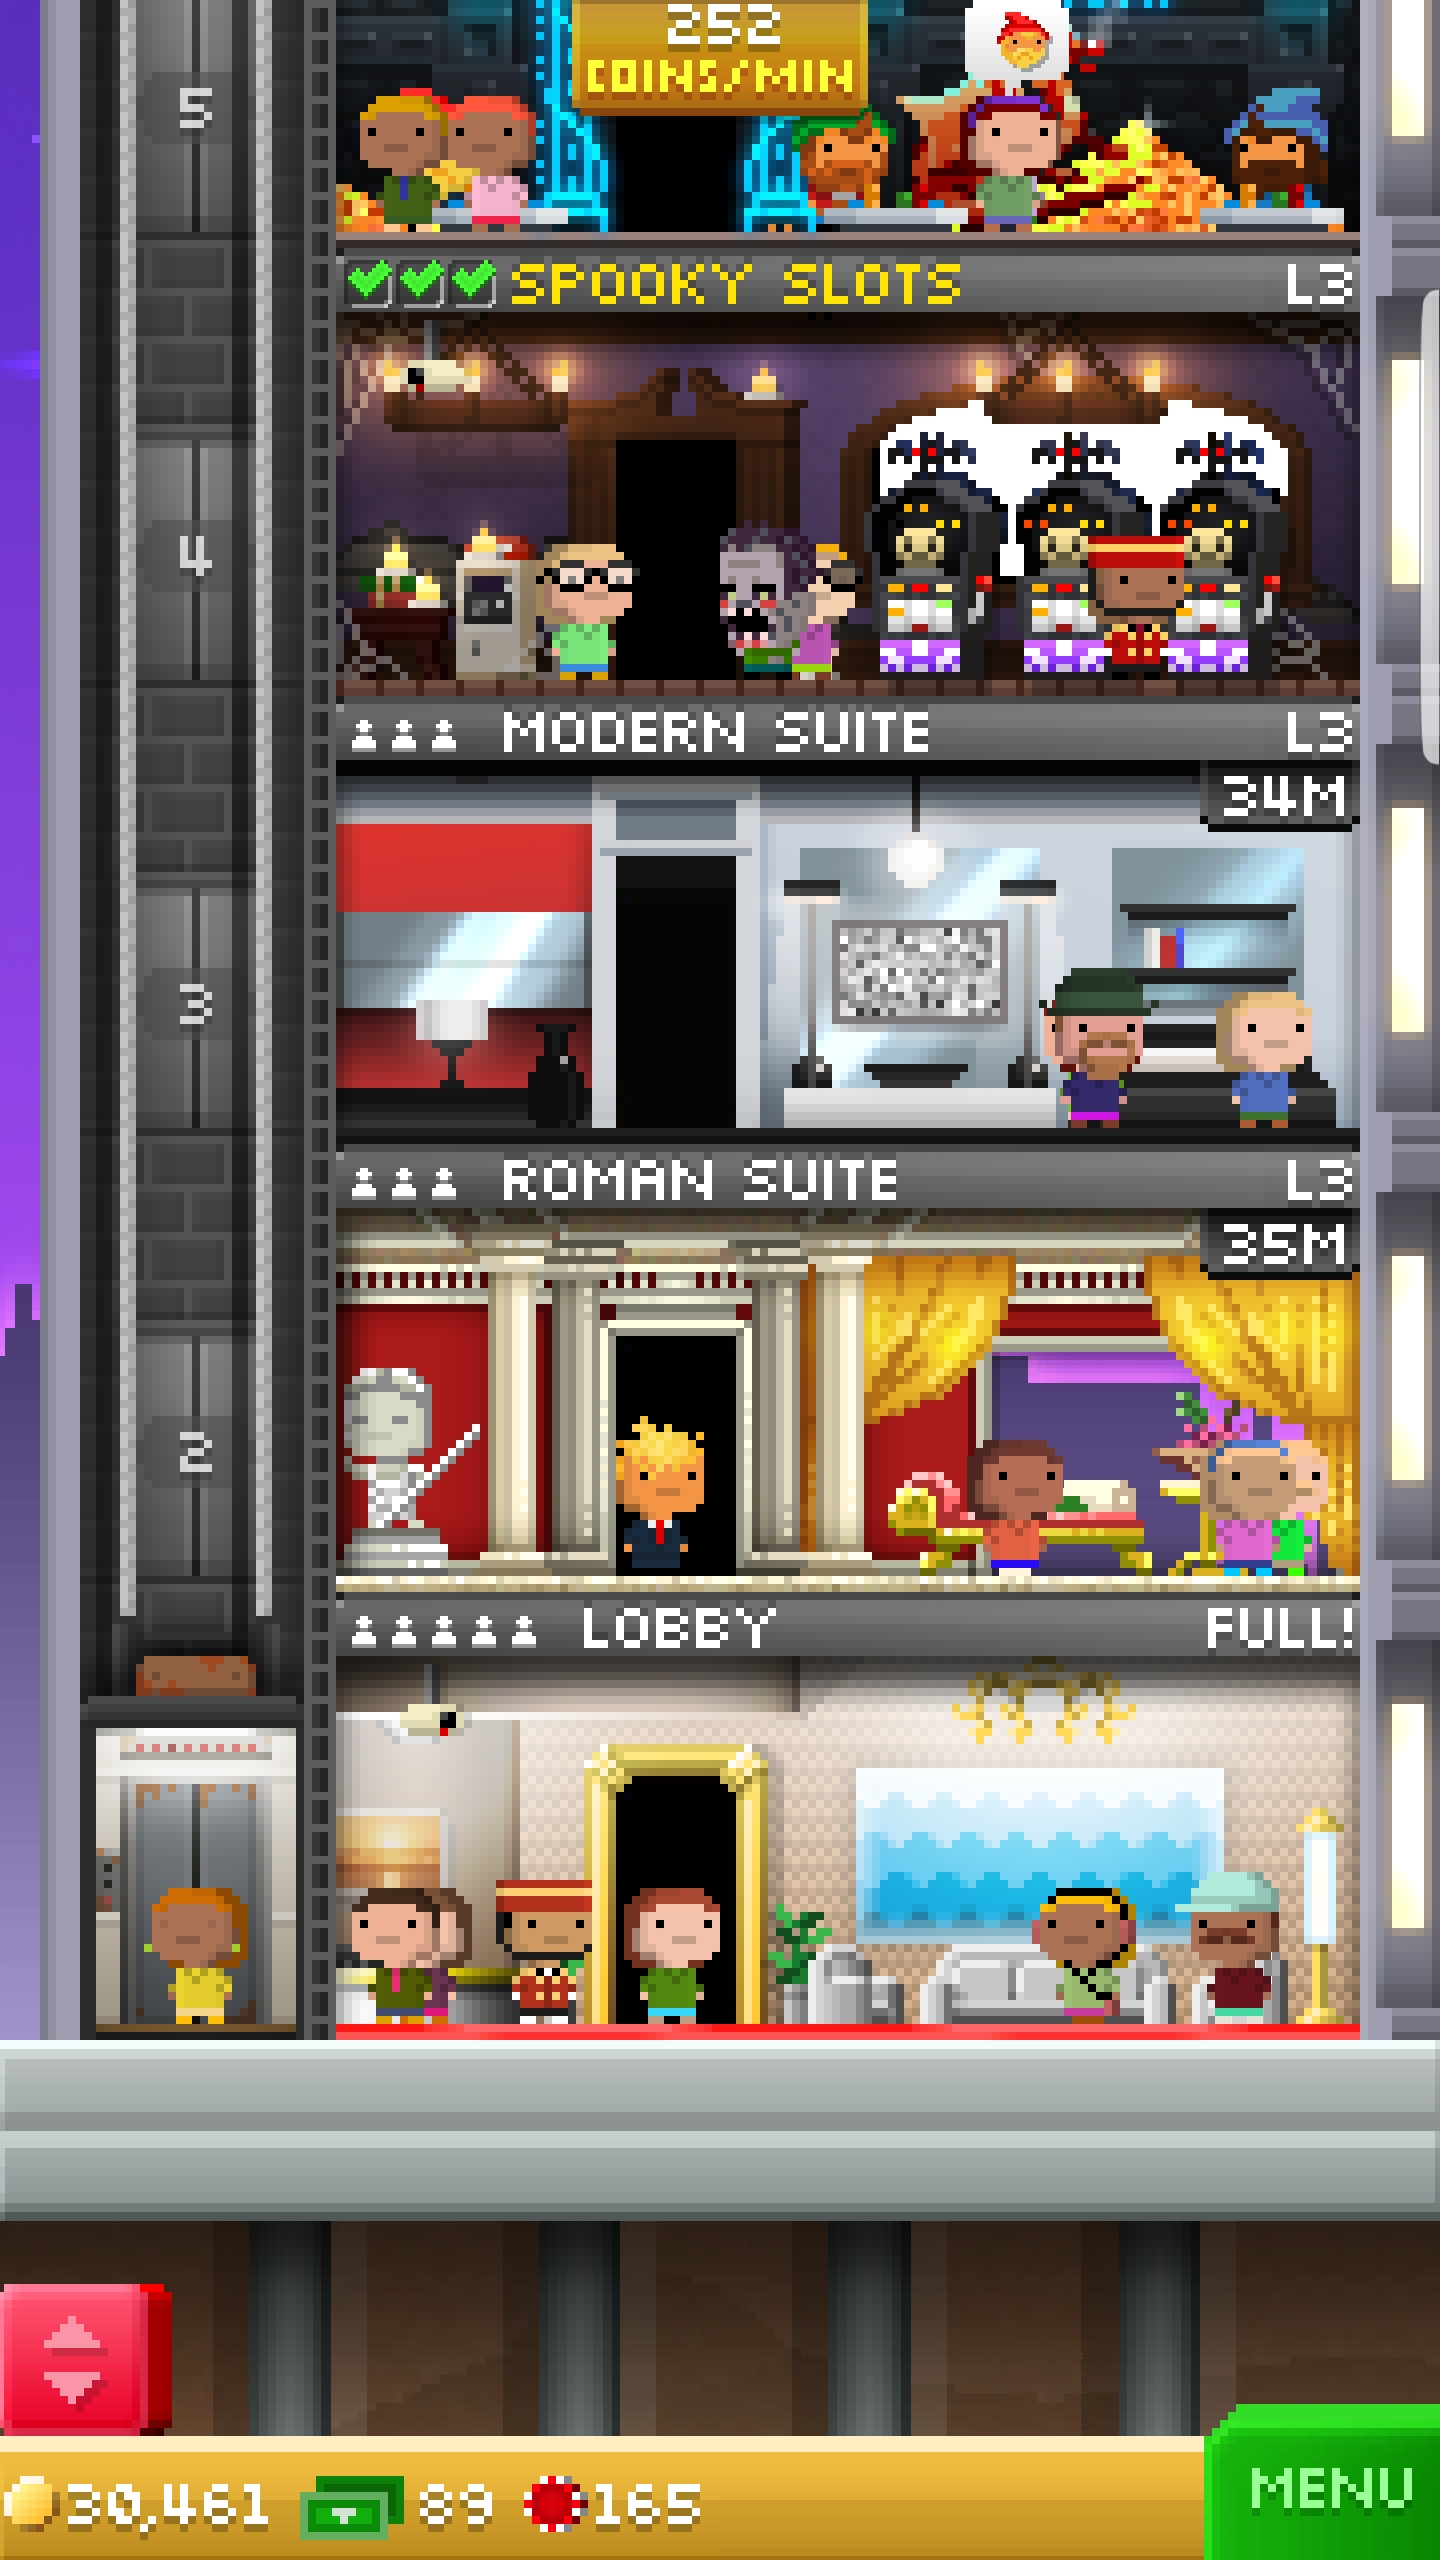 252
COINS/MIN
5
SPOOKY SLOTS L3
4
MODERN SUITE L3
34M
3
ROMAN SUITE L3
35M
2
LOBBY FULL!
30,461 89 165
MENU